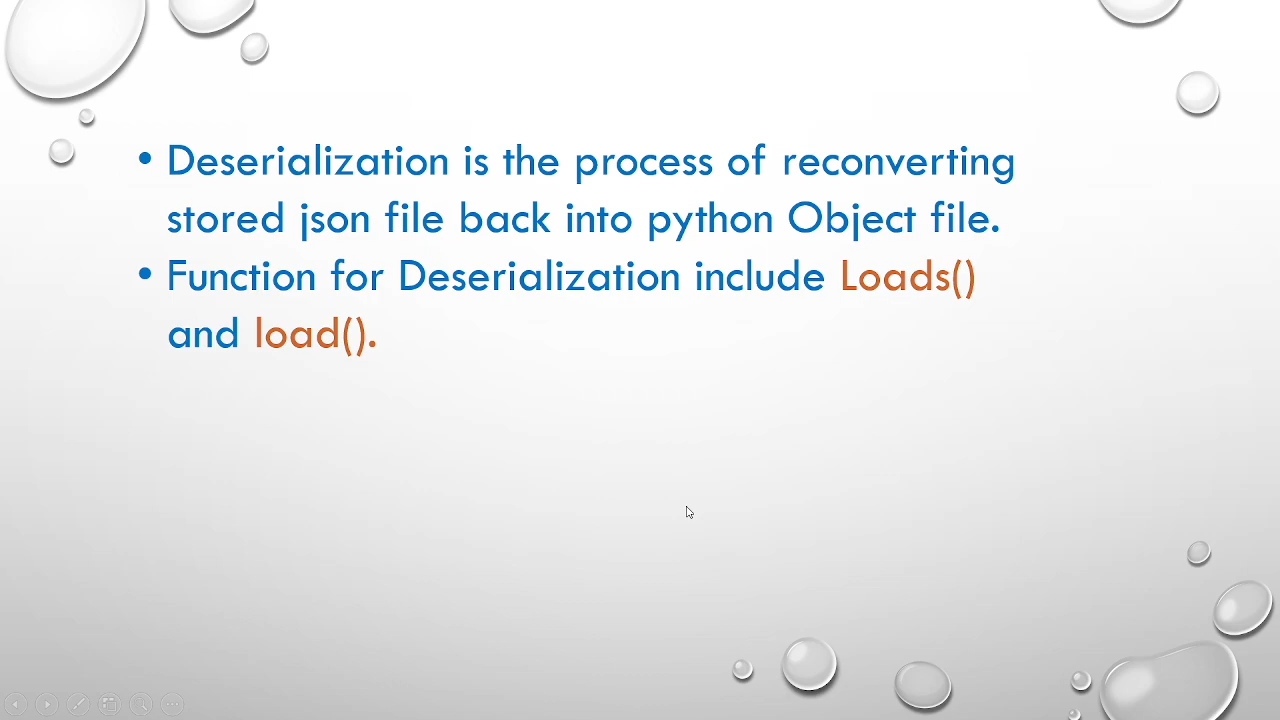 • Deserialization is the process of reconverting
stored json file back into python Object file.
• Function for Deserialization include Loads()
and load().